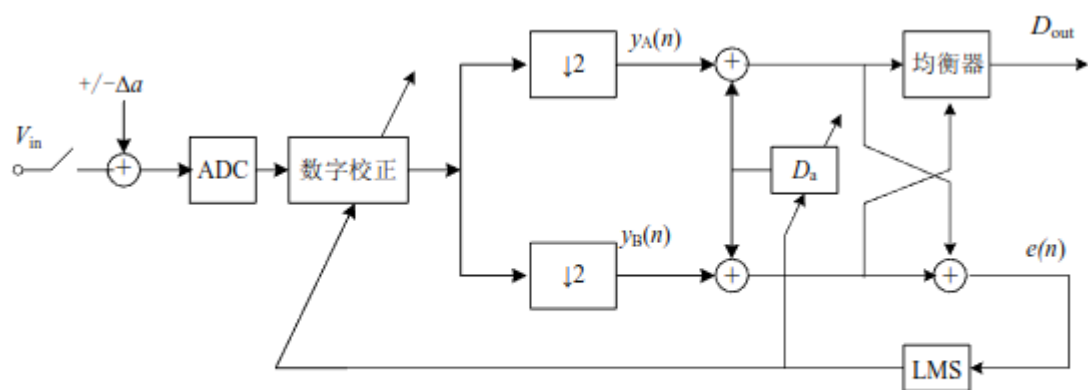 y_A(n)
D_out
↓2
+
均衡器
+/−Δa
V_in
+
ADC
数字校正
D_a
y_B(n)
↓2
+
+
e(n)
LMS